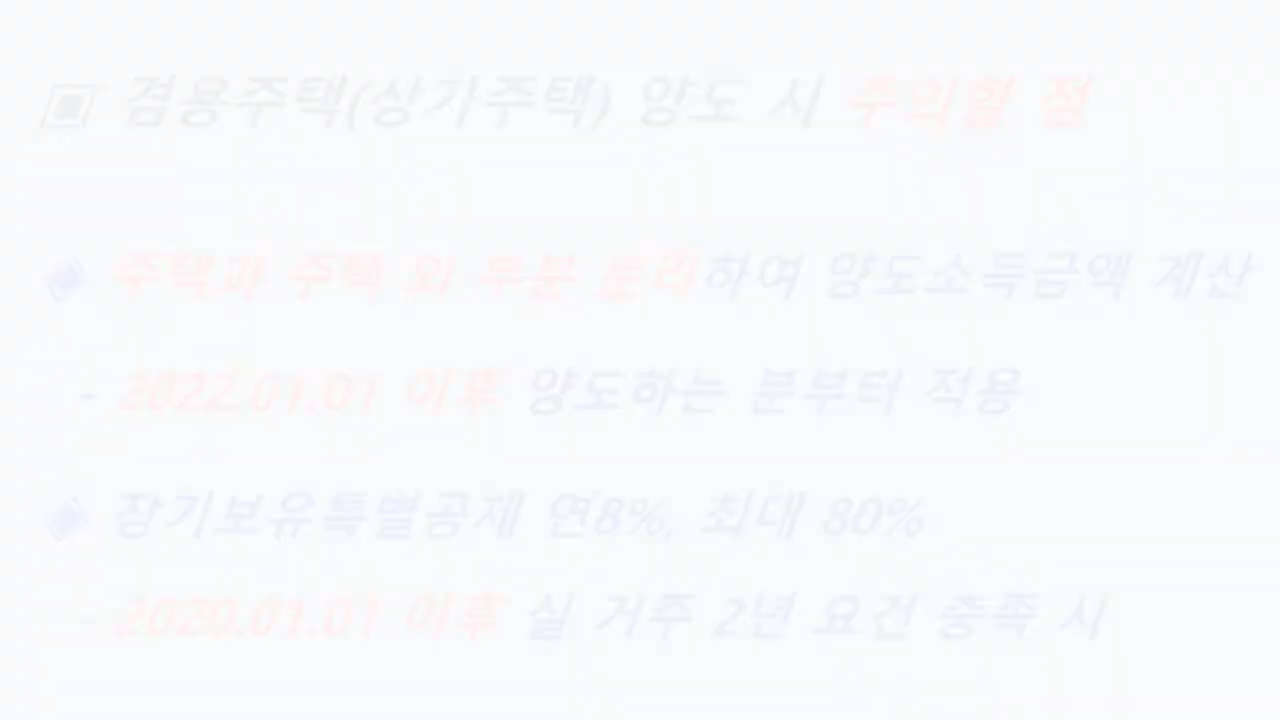 ▣ 겸용주택(상가주택) 양도 시 주의할 점
◈ 주택과 주택 외 부분 분리하여 양도소득금액 계산
- 2022.01.01 이후 양도하는 분부터 적용
◈ 장기보유특별공제 연8%, 최대 80%
- 2020.01.01 이후 실 거주 2년 요건 충족 시